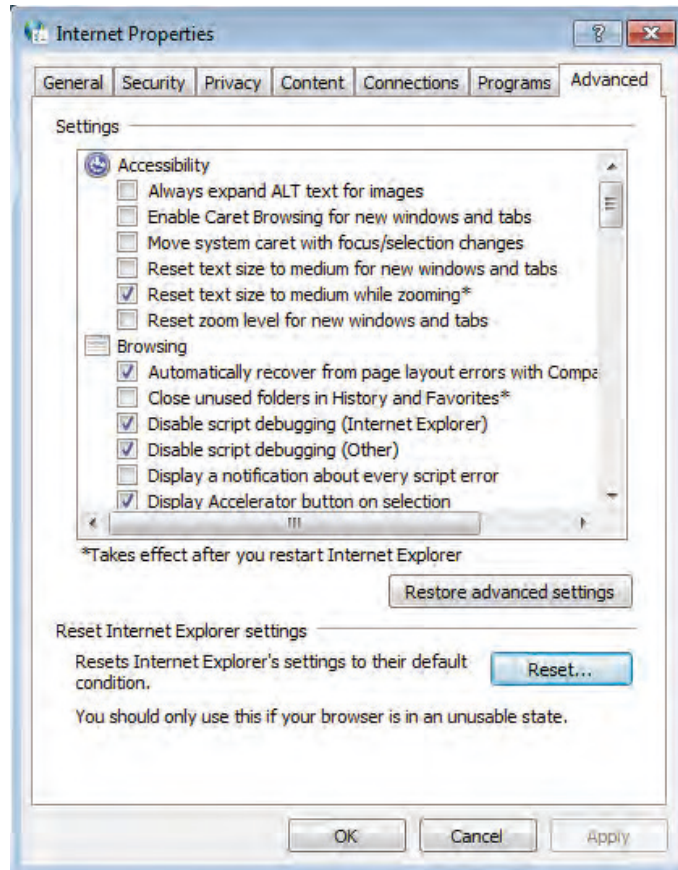 Internet Properties
General Security Privacy Content Connections Programs Advanced
Settings
Accessibility
Always expand ALT text for images
Enable Caret Browsing for new windows and tabs
Move system caret with focus/selection changes
Reset text size to medium for new windows and tabs
Reset text size to medium while zooming*
Reset zoom level for new windows and tabs
Browsing
Automatically recover from page layout errors with Compa
Close unused folders in History and Favorites*
Disable script debugging (Internet Explorer)
Disable script debugging (Other)
Display a notification about every script error
Display Accelerator button on selection
*Takes effect after you restart Internet Explorer
Restore advanced settings
Reset Internet Explorer settings
Resets Internet Explorer's settings to their default
condition.
Reset...
You should only use this if your browser is in an unusable state.
OK Cancel Apply